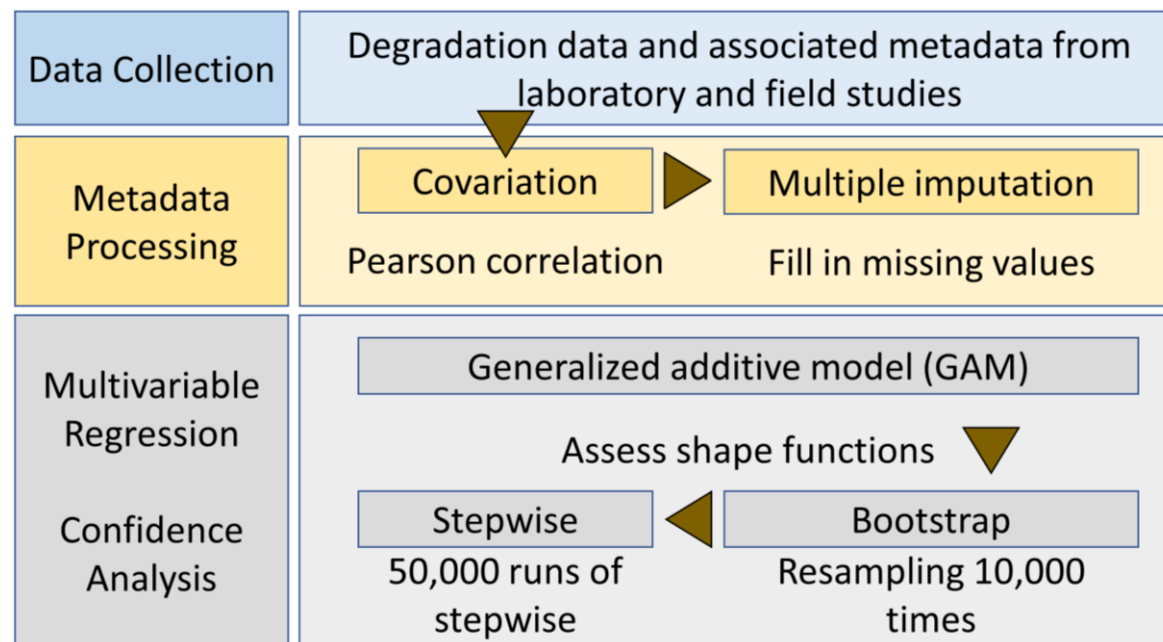 Data Collection
Degradation data and associated metadata from
laboratory and field studies
Metadata
Processing
Covariation
Multiple imputation
Pearson correlation
Fill in missing values
Multivariable
Regression
Confidence
Analysis
Generalized additive model (GAM)
Assess shape functions
Stepwise
Bootstrap
50,000 runs of
stepwise
Resampling 10,000
times